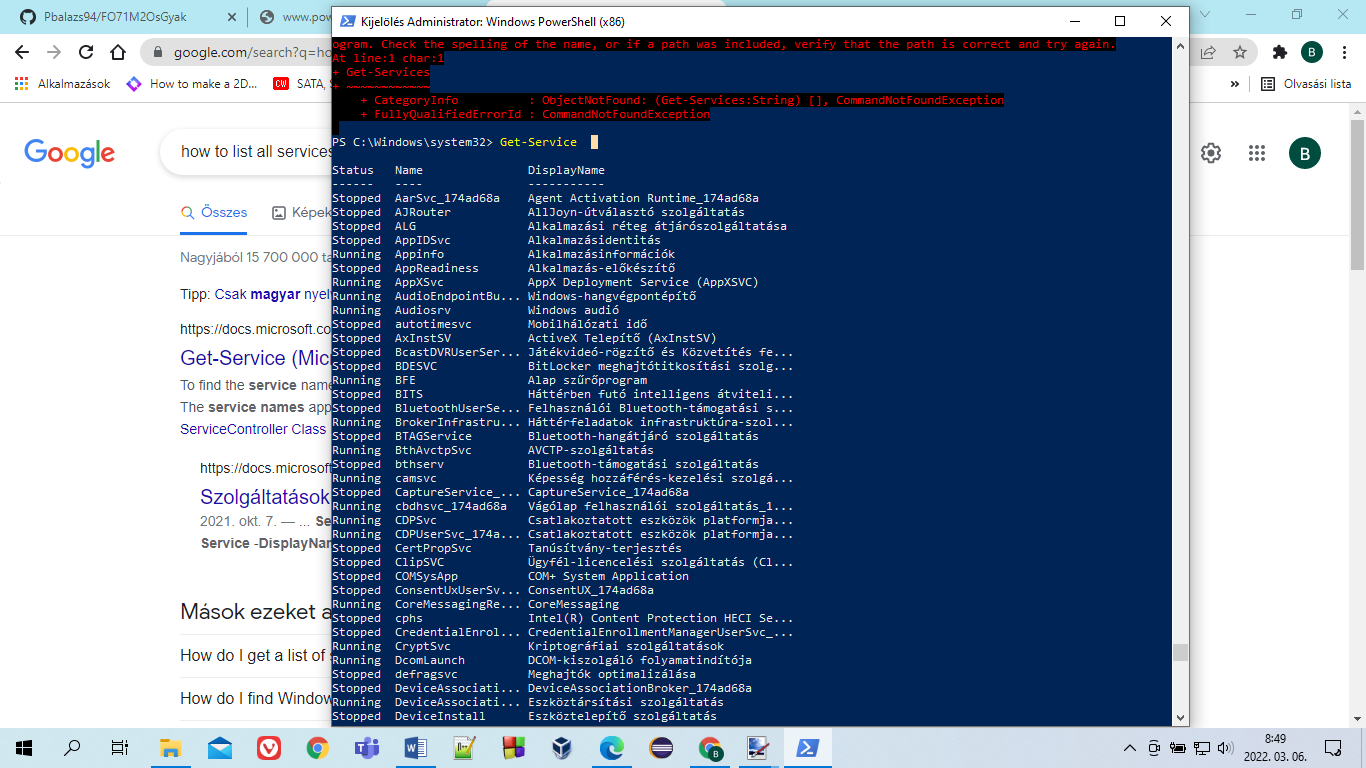 Pbalazs94/FO71M2OsGyak
www.pow
Kijelölés Administrator: Windows PowerShell (x86)
google.com/search?q=ho
B
Alkalmazások
How to make a 2D...
CW SATA, S
»
Olvasási lista
Google
how to list all services
B
Összes
Képek
Nagyjából 15 700 000 ta
Tipp: Csak magyar nyel
https://docs.microsoft.co
Get-Service (Mic
To find the service name
The service names app
ServiceController Class
https://docs.microsoft
Szolgáltatások
2021. okt. 7. — ... Se
Service -DisplayNam
Mások ezeket a
How do I get a list of
How do I find Window
ogram. Check the spelling of the name, or if a path was included, verify that the path is correct and try again.
At line:1 char:1
+ Get-Services
+ ~~~~~~~~~~~~
+ CategoryInfo : ObjectNotFound: (Get-Services:String) [], CommandNotFoundException
+ FullyQualifiedErrorId : CommandNotFoundException
PS C:\Windows\system32> Get-Service
Status Name DisplayName
------ ---- -----------
Stopped AarSvc_174ad68a Agent Activation Runtime_174ad68a
Stopped AJRouter AllJoyn-útválasztó szolgáltatás
Stopped ALG Alkalmazási réteg átjárószolgáltatása
Stopped AppIDSvc Alkalmazásidentitás
Running Appinfo Alkalmazásinformációk
Stopped AppReadiness Alkalmazás-előkészítő
Running AppXSvc AppX Deployment Service (AppXSVC)
Running AudioEndpointBu... Windows-hangvégpontépítő
Running Audiosrv Windows audió
Stopped autotimesvc Mobilhálózati idő
Stopped AxInstSV ActiveX Telepítő (AxInstSV)
Stopped BcastDVRUserSer... Játékvideó-rögzítő és Közvetítés fe...
Stopped BDESVC BitLocker meghajtótitkosítási szolg...
Running BFE Alap szűrőprogram
Stopped BITS Háttérben futó intelligens átviteli...
Stopped BluetoothUserSe... Felhasználói Bluetooth-támogatási s...
Running BrokerInfrastru... Háttérfeladatok infrastruktúra-szol...
Stopped BTAGService Bluetooth-hangátjáró szolgáltatás
Running BthAvctpSvc AVCTP-szolgáltatás
Stopped bthserv Bluetooth-támogatási szolgáltatás
Running camsvc Képesség hozzáférés-kezelési szolgá...
Stopped CaptureService_... CaptureService_174ad68a
Running cbdhsvc_174ad68a Vágólap felhasználói szolgáltatás_1...
Running CDPSvc Csatlakoztatott eszközök platformja...
Running CDPUserSvc_174a... Csatlakoztatott eszközök platformja...
Stopped CertPropSvc Tanúsítvány-terjesztés
Stopped ClipSVC Ügyfél-licencelési szolgáltatás (Cl...
Stopped COMSysApp COM+ System Application
Stopped ConsentUxUserSv... ConsentUX_174ad68a
Running CoreMessagingRe... CoreMessaging
Stopped cphs Intel(R) Content Protection HECI Se...
Stopped CredentialEnrol... CredentialEnrollmentManagerUserSvc_...
Running CryptSvc Kriptográfiai szolgáltatások
Running DcomLaunch DCOM-kiszolgáló folyamatindítója
Stopped defragsvc Meghajtók optimalizálása
Stopped DeviceAssociati... DeviceAssociationBroker_174ad68a
Running DeviceAssociati... Eszköztársítási szolgáltatás
Stopped DeviceInstall Eszköztelepítő szolgáltatás
8:49
2022. 03. 06.